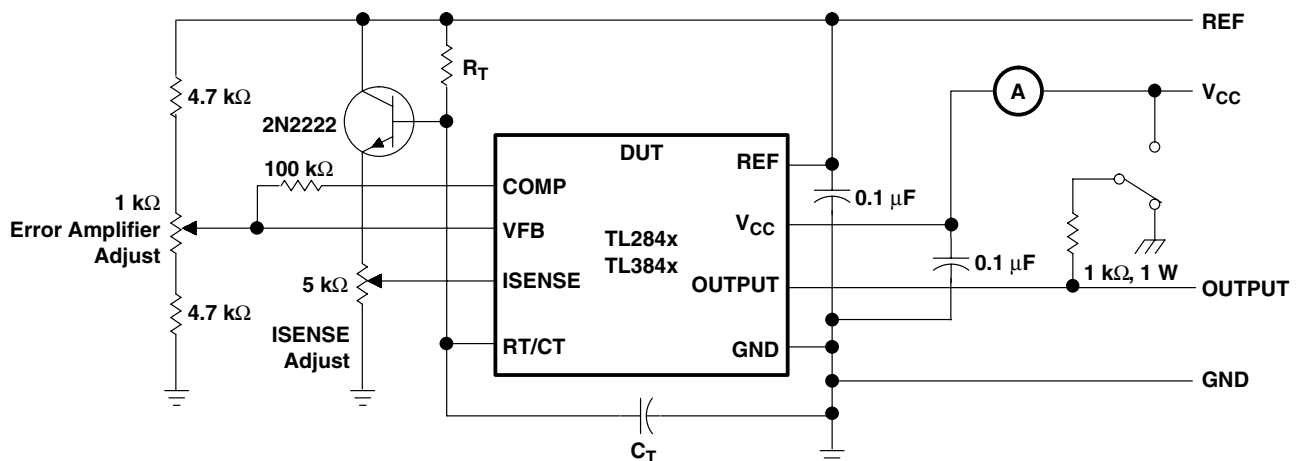 REF
R_T
A
V_CC
4.7 kΩ
2N2222
DUT
REF
100 kΩ
COMP
0.1 μF
1 kΩ
Error Amplifier
Adjust
VFB
V_CC
TL284x
TL384x
0.1 μF
5 kΩ
ISENSE
OUTPUT
1 kΩ, 1 W
OUTPUT
4.7 kΩ
ISENSE
Adjust
RT/CT
GND
GND
C_T